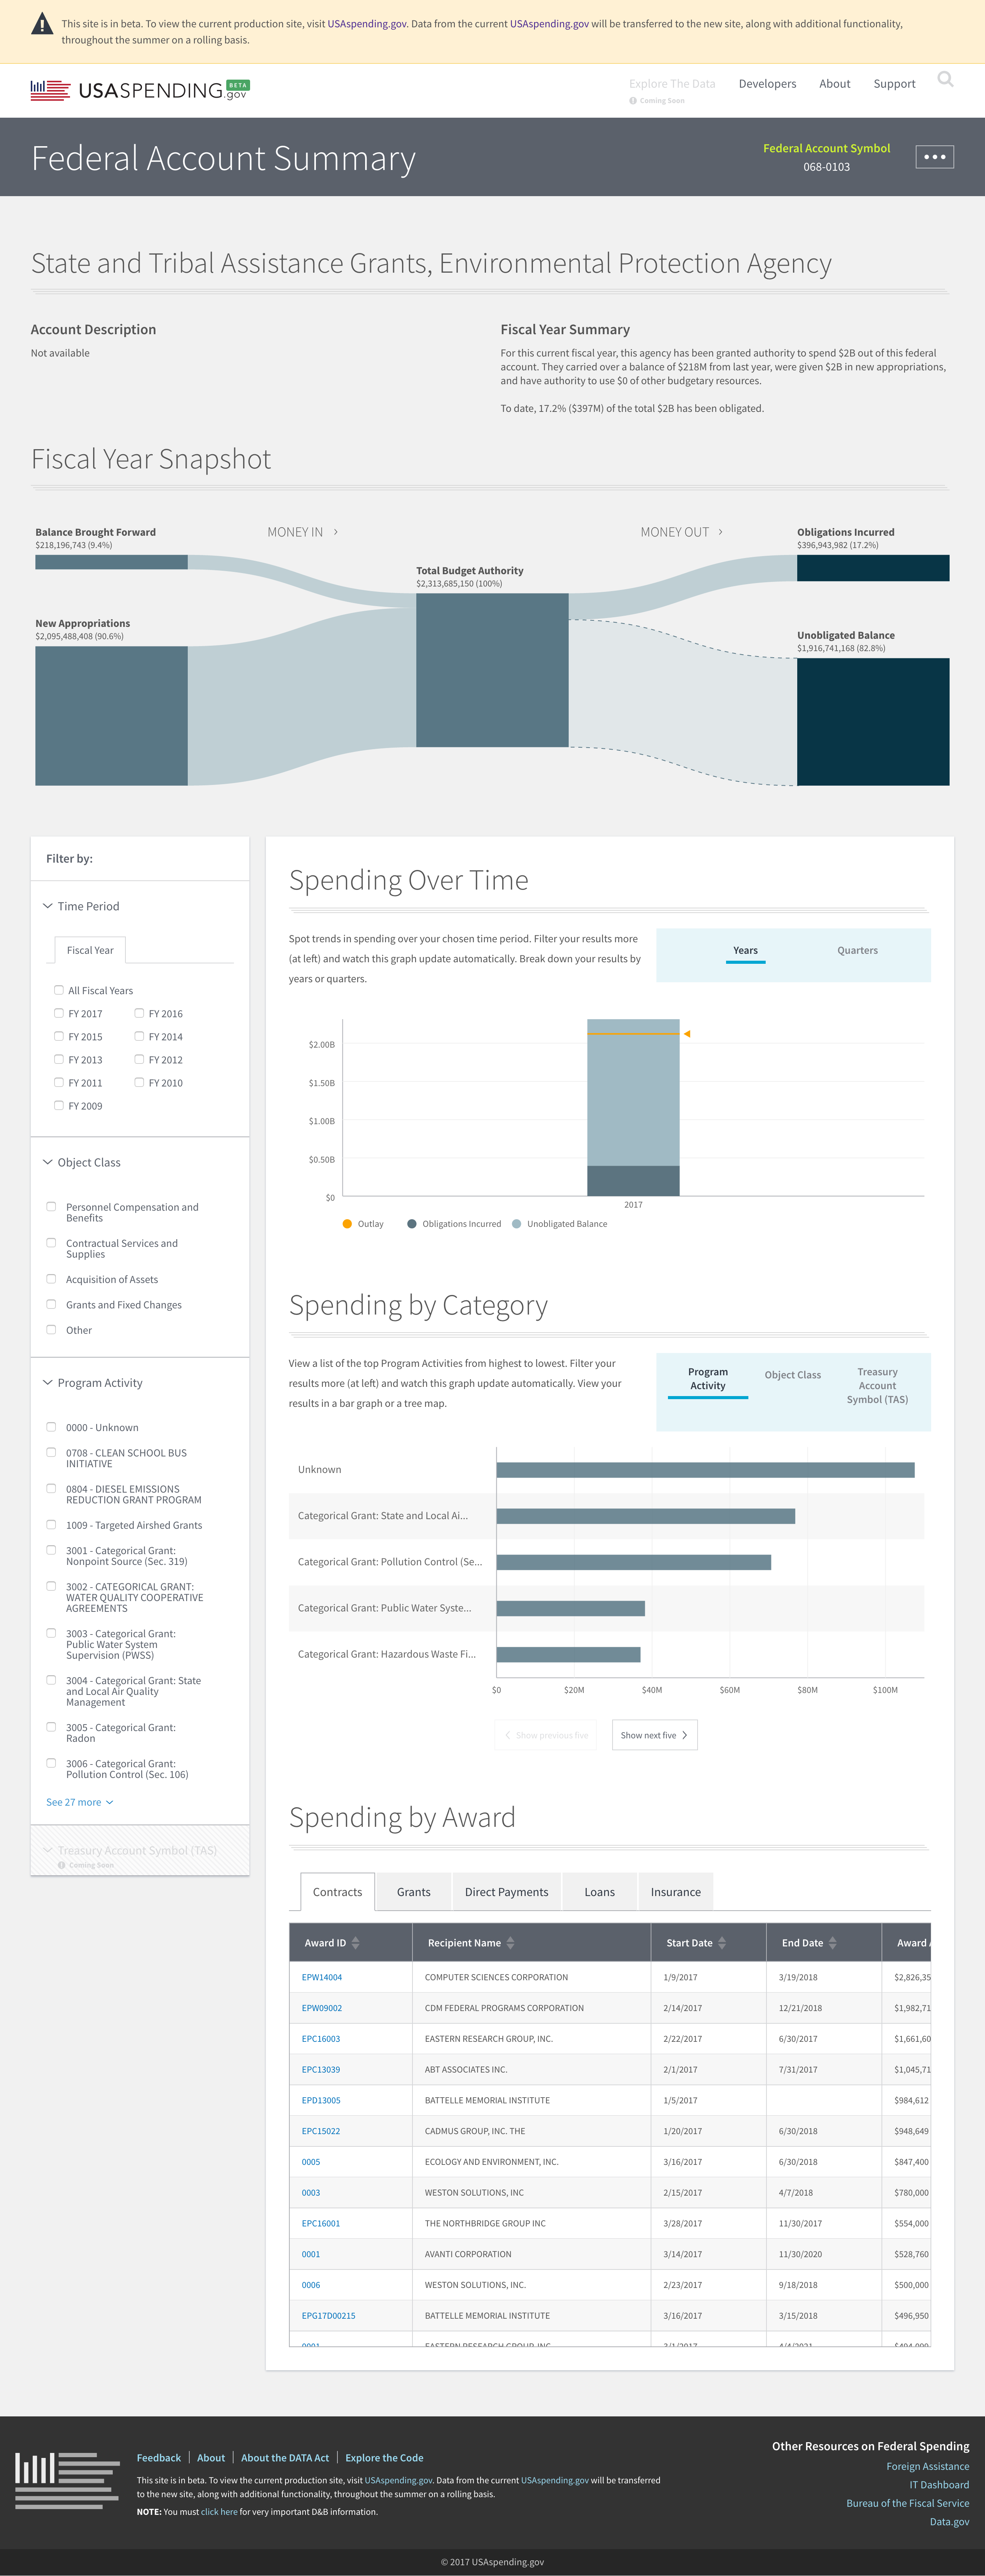 This site is in beta. To view the current production site, visit USAspending.gov. Data from the current USAspending.gov will be transferred to the new site, along with additional functionality,
throughout the summer on a rolling basis.
USASPENDING.gov BETA
Explore The Data
Coming Soon
Developers
About
Support
Federal Account Summary
Federal Account Symbol
068-0103
State and Tribal Assistance Grants, Environmental Protection Agency
Account Description
Not available
Fiscal Year Summary
For this current fiscal year, this agency has been granted authority to spend $2B out of this federal
account. They carried over a balance of $218M from last year, were given $2B in new appropriations,
and have authority to use $0 of other budgetary resources.
To date, 17.2% ($397M) of the total $2B has been obligated.
Fiscal Year Snapshot
Balance Brought Forward
$218,196,743 (9.4%)
MONEY IN
MONEY OUT
Obligations Incurred
$396,943,982 (17.2%)
Total Budget Authority
$2,313,685,150 (100%)
New Appropriations
$2,095,488,408 (90.6%)
Unobligated Balance
$1,916,741,168 (82.8%)
Filter by:
Time Period
Fiscal Year
All Fiscal Years
FY 2017 FY 2016
FY 2015 FY 2014
FY 2013 FY 2012
FY 2011 FY 2010
FY 2009
Object Class
Personnel Compensation and
Benefits
Contractual Services and
Supplies
Acquisition of Assets
Grants and Fixed Changes
Other
Program Activity
0000 - Unknown
0708 - CLEAN SCHOOL BUS
INITIATIVE
0804 - DIESEL EMISSIONS
REDUCTION GRANT PROGRAM
1009 - Targeted Airshed Grants
3001 - Categorical Grant:
Nonpoint Source (Sec. 319)
3002 - CATEGORICAL GRANT:
WATER QUALITY COOPERATIVE
AGREEMENTS
3003 - Categorical Grant:
Public Water System
Supervision (PWSS)
3004 - Categorical Grant: State
and Local Air Quality
Management
3005 - Categorical Grant:
Radon
3006 - Categorical Grant:
Pollution Control (Sec. 106)
See 27 more
Treasury Account Symbol (TAS)
Coming Soon
Spending Over Time
Spot trends in spending over your chosen time period. Filter your results more
(at left) and watch this graph update automatically. Break down your results by
years or quarters.
Years
Quarters
$2.00B
$1.50B
$1.00B
$0.50B
$0
2017
Outlay
Obligations Incurred
Unobligated Balance
Spending by Category
View a list of the top Program Activities from highest to lowest. Filter your
results more (at left) and watch this graph update automatically. View your
results in a bar graph or a tree map.
Program
Activity
Object Class
Treasury
Account
Symbol (TAS)
Unknown
Categorical Grant: State and Local Ai...
Categorical Grant: Pollution Control (Se...
Categorical Grant: Public Water Syste...
Categorical Grant: Hazardous Waste Fi...
$0 $20M $40M $60M $80M $100M
Show previous five
Show next five
Spending by Award
Contracts Grants Direct Payments Loans Insurance
Award ID Recipient Name Start Date End Date Award
EPW14004 COMPUTER SCIENCES CORPORATION 1/9/2017 3/19/2018 $2,826,35
EPW09002 CDM FEDERAL PROGRAMS CORPORATION 2/14/2017 12/21/2018 $1,982,71
EPC16003 EASTERN RESEARCH GROUP, INC. 2/22/2017 6/30/2017 $1,661,60
EPC13039 ABT ASSOCIATES INC. 2/1/2017 7/31/2017 $1,045,71
EPD13005 BATTELLE MEMORIAL INSTITUTE 1/5/2017 $984,612
EPC15022 CADMUS GROUP, INC. THE 1/20/2017 6/30/2018 $948,649
0005 ECOLOGY AND ENVIRONMENT, INC. 3/16/2017 6/30/2018 $847,400
0003 WESTON SOLUTIONS, INC 2/15/2017 4/7/2018 $780,000
EPC16001 THE NORTHBRIDGE GROUP INC 3/28/2017 11/30/2017 $554,000
0001 AVANTI CORPORATION 3/14/2017 11/30/2020 $528,760
0006 WESTON SOLUTIONS, INC. 2/23/2017 9/18/2018 $500,000
EPG17D00215 BATTELLE MEMORIAL INSTITUTE 3/16/2017 3/15/2018 $496,950
0001 EASTERN RESEARCH GROUP, INC. 3/1/2017 4/4/2021
Feedback About About the DATA Act Explore the Code
This site is in beta. To view the current production site, visit USAspending.gov. Data from the current USAspending.gov will be transferred
to the new site, along with additional functionality, throughout the summer on a rolling basis.
NOTE: You must click here for very important D&B information.
Other Resources on Federal Spending
Foreign Assistance
IT Dashboard
Bureau of the Fiscal Service
Data.gov
© 2017 USAspending.gov